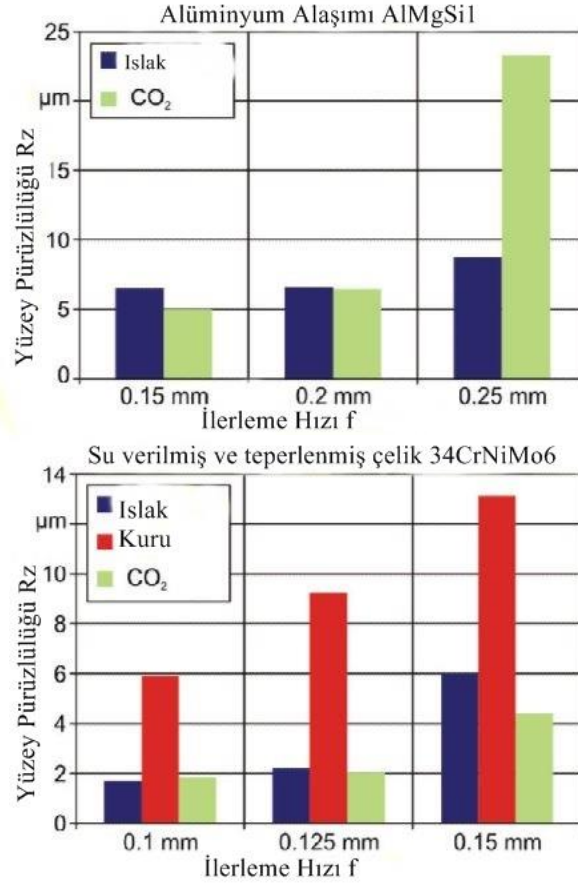 Alüminyum Alaşımı AlMgSi1
25
Islak
CO₂
µm
15
10
5
0
Yüzey Pürüzlülüğü Rz
0.15 mm
0.2 mm
0.25 mm
İlerleme Hızı f
Su verilmiş ve teperlenmiş çelik 34CrNiMo6
14
Islak
Kuru
CO₂
µm
10
8
6
4
2
0
Yüzey Pürüzlülüğü Rz
0.1 mm
0.125 mm
0.15 mm
İlerleme Hızı f